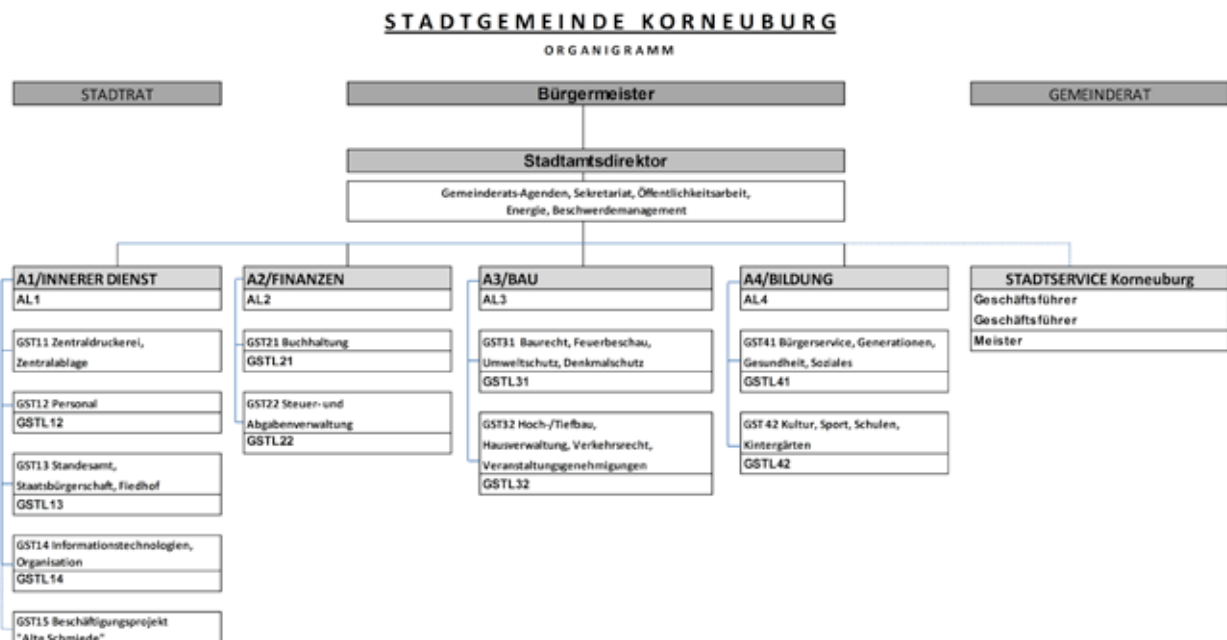 STADTGEMEINDE KORNEUBURG
ORGANIGRAMM
STADTRAT
Bürgermeister
GEMEINDERAT
Stadtamtsdirektor
Gemeinderats-Agenden, Sekretariat, Öffentlichkeitsarbeit,
Energie, Beschwerdemanagement
A1/INNERER DIENST
AL1
GST11 Zentraldruckerei,
Zentralablage
GST12 Personal
GSTL12
GST13 Standesamt,
Staatsbürgerschaft, Fiedhof
GSTL13
GST14 Informationstechnologien,
Organisation
GSTL14
GST15 Beschäftigungsprojekt
"Alte Schmiede"
A2/FINANZEN
AL2
GST21 Buchhaltung
GSTL21
GST22 Steuer- und
Abgabenverwaltung
GSTL22
A3/BAU
AL3
GST31 Baurecht, Feuerbeschau,
Umweltschutz, Denkmalschutz
GSTL31
GST32 Hoch-/Tiefbau,
Hausverwaltung, Verkehrsrecht,
Veranstaltungsgenehmigungen
GSTL32
A4/BILDUNG
AL4
GST41 Bürgerservice, Generationen,
Gesundheit, Soziales
GSTL41
GST 42 Kultur, Sport, Schulen,
Kintergärten
GSTL42
STADTSERVICE Korneuburg
Geschäftsführer
Geschäftsführer
Meister